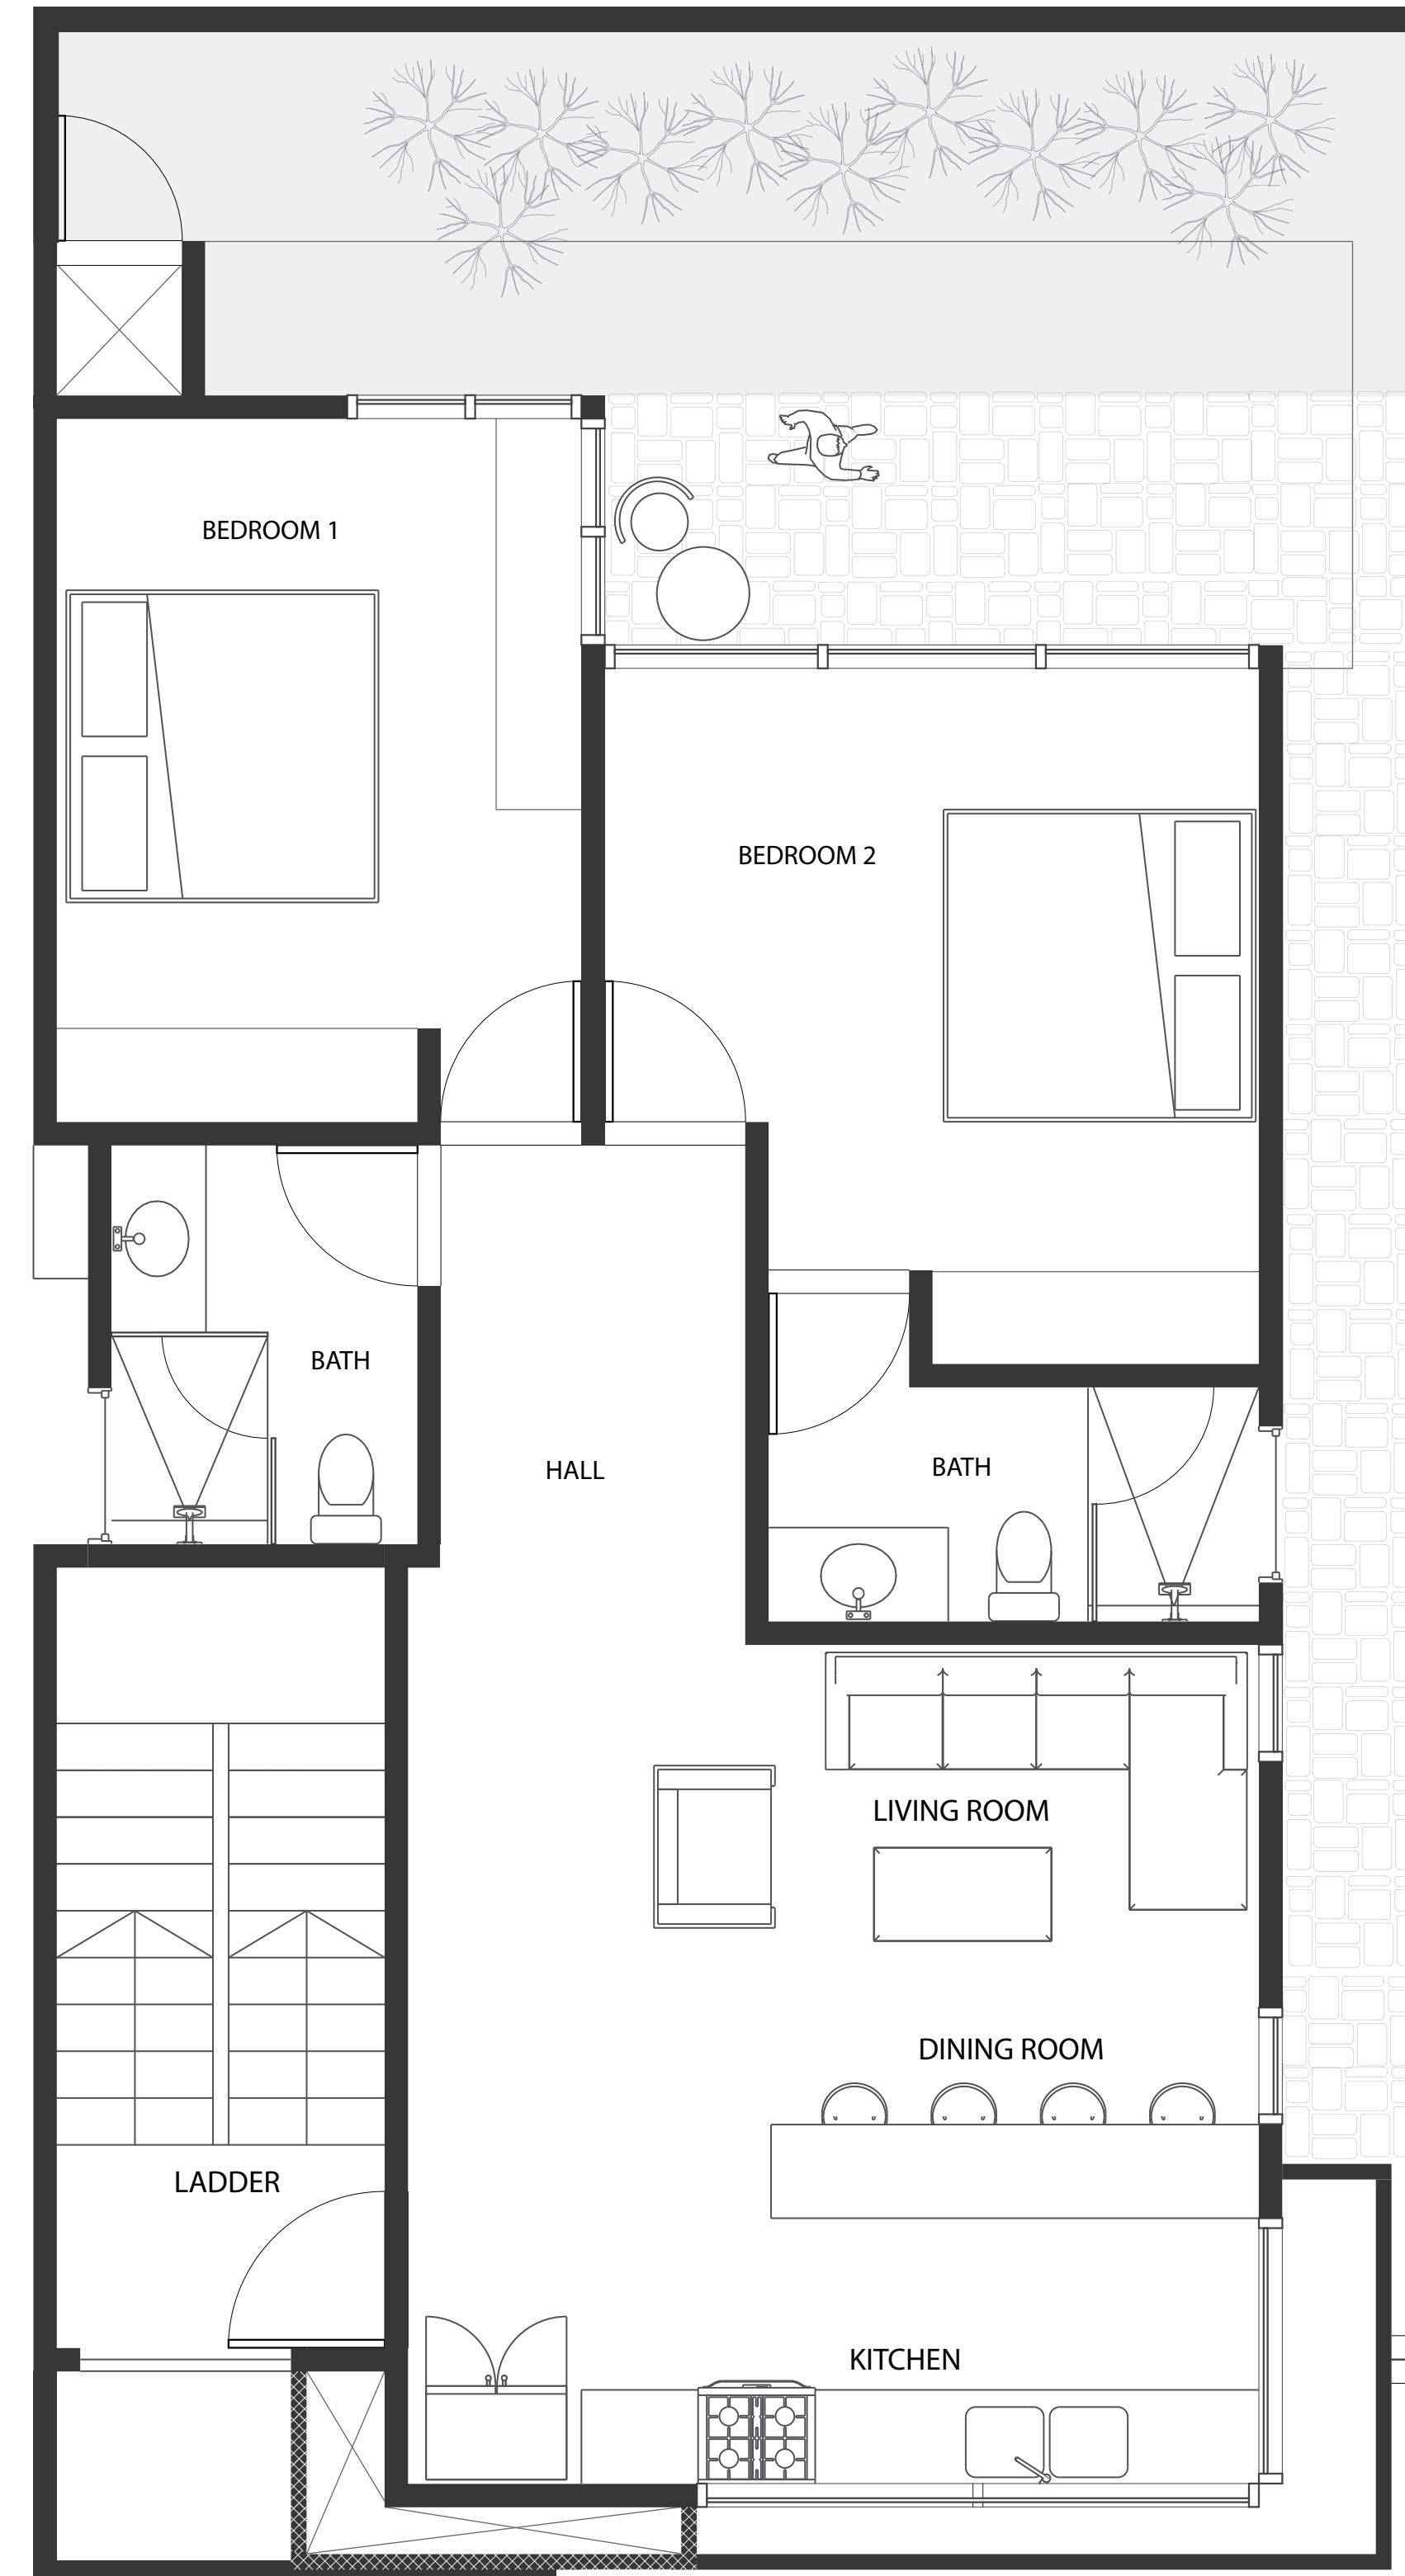 BEDROOM 1
BEDROOM 2
BATH
BATH
HALL
LIVING ROOM
DINING ROOM
LADDER
KITCHEN